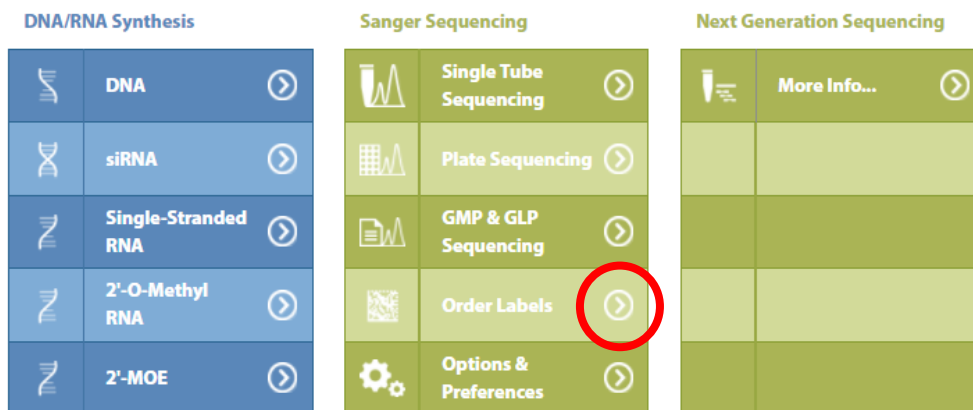 DNA/RNA Synthesis
DNA
siRNA
Single-Stranded
RNA
2'-O-Methyl
RNA
2'-MOE
Sanger Sequencing
Single Tube
Sequencing
Plate Sequencing
GMP & GLP
Sequencing
Order Labels
Options &
Preferences
Next Generation Sequencing
More Info...